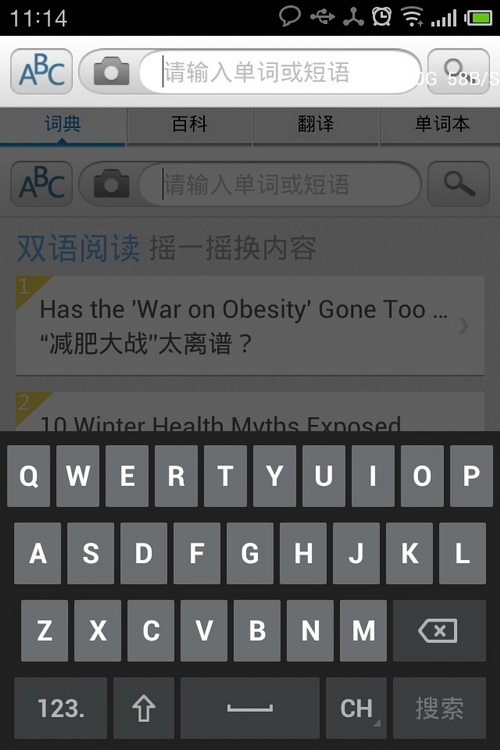 11:14
ABC
请输入单词或短语
JG 58B/S
词典 百科 翻译 单词本
ABC
请输入单词或短语
双语阅读 摇一摇换内容
1
Has the 'War on Obesity' Gone Too ...
“减肥大战”太离谱？
2
10 Winter Health Myths Exposed
Q W E R T Y U I O P
A S D F G H J K L
Z X C V B N M
123. CH 搜索